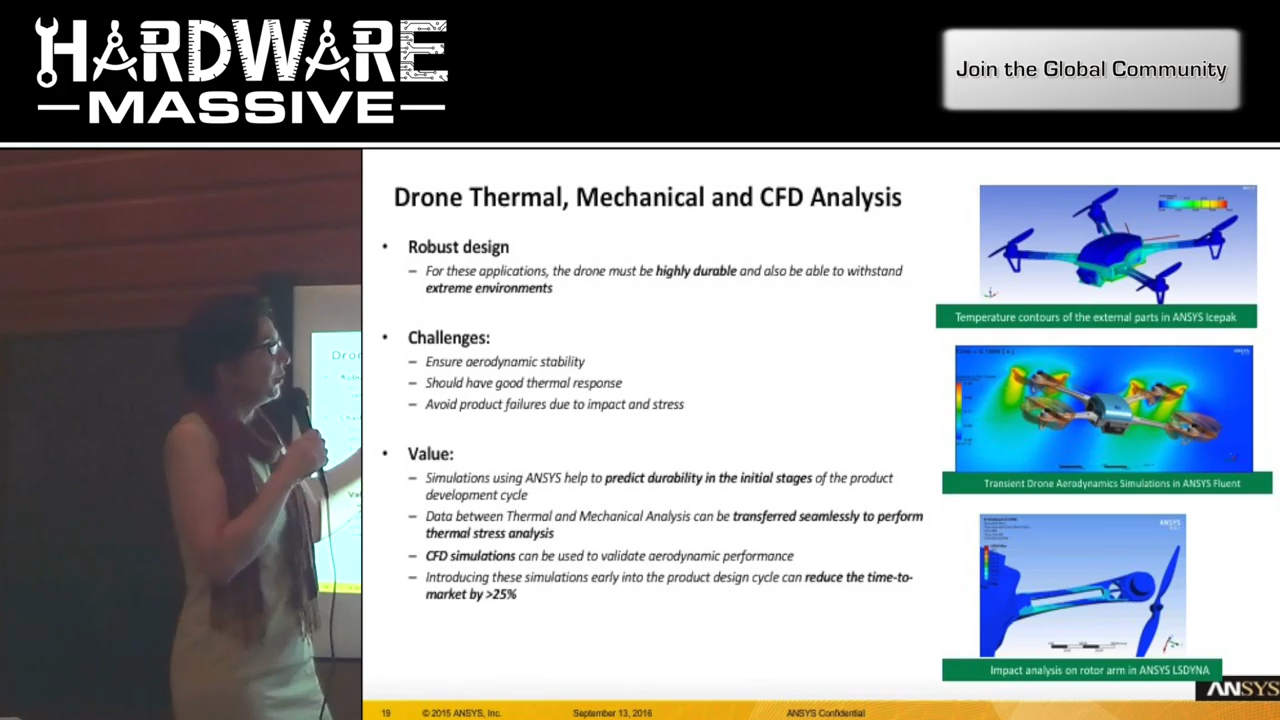 HARDWARE
MASSIVE
Join the Global Community
Drone Thermal, Mechanical and CFD Analysis
• Robust design
– For these applications, the drone must be highly durable and also be able to withstand
extreme environments
• Challenges:
– Ensure aerodynamic stability
– Should have good thermal response
– Avoid product failures due to impact and stress
• Value:
– Simulations using ANSYS help to predict durability in the initial stages of the product
development cycle
– Data between Thermal and Mechanical Analysis can be transferred seamlessly to perform
thermal stress analysis
– CFD simulations can be used to validate aerodynamic performance
– Introducing these simulations early into the product design cycle can reduce the time-to-
market by >25%
Temperature contours of the external parts in ANSYS Icepak
ANSYS
Transient Drone Aerodynamics Simulations in ANSYS Fluent
ANSYS
Impact analysis on rotor arm in ANSYS LSDYNA
ANSYS
19 © 2015 ANSYS, Inc. September 13, 2016 ANSYS Confidential
Dron